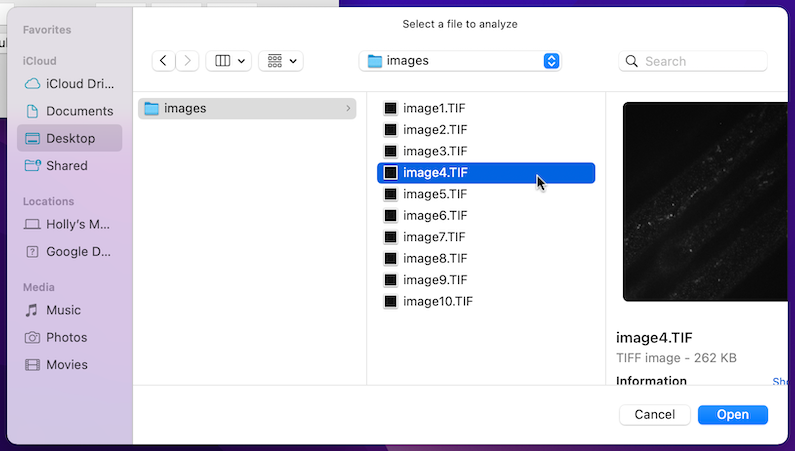 Select a file to analyze
Favorites
iCloud
iCloud Dri...
Documents
Desktop
Shared
Locations
Holly's M...
Google D...
Media
Music
Photos
Movies
images
Search
images
image1.TIF
image2.TIF
image3.TIF
image4.TIF
image5.TIF
image6.TIF
image7.TIF
image8.TIF
image9.TIF
image10.TIF
image4.TIF
TIFF image - 262 KB
Information
Cancel
Open